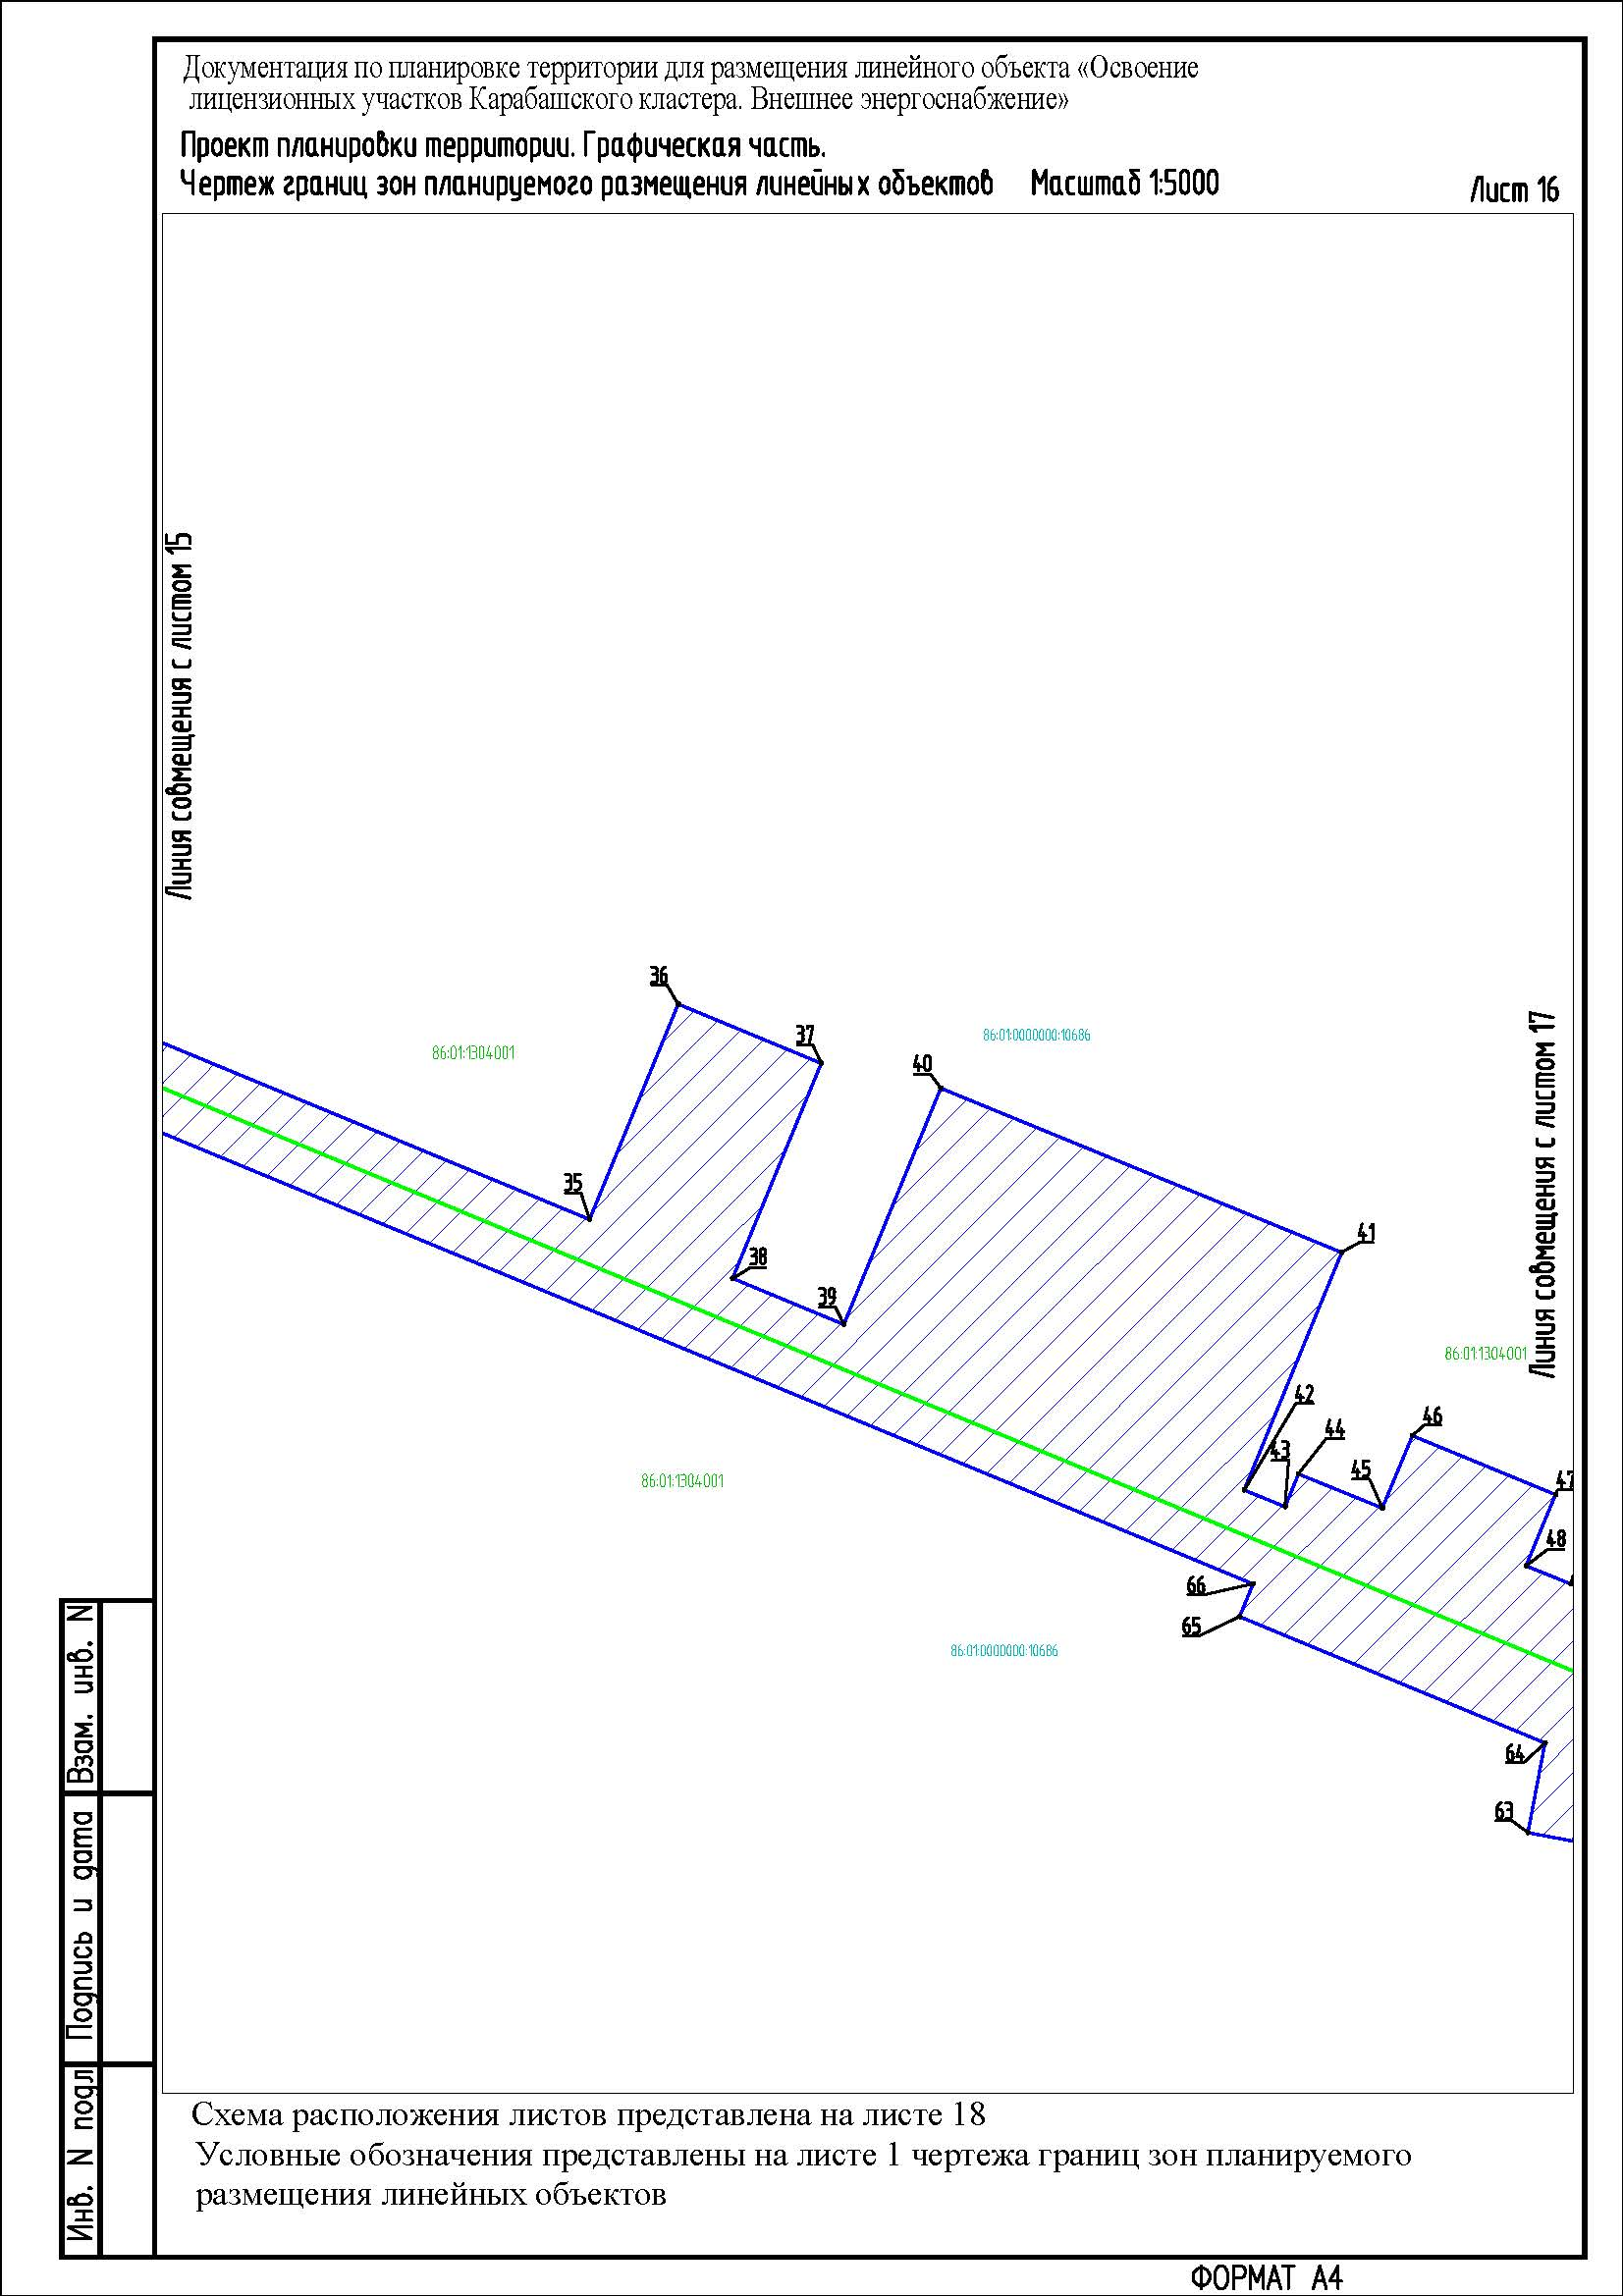 Документация по планировке территории для размещения линейного объекта «Освоение
лицензионных участков Карабашского кластера. Внешнее энергоснабжение»
Проект планировки территории. Графическая часть.
Чертеж границ зон планируемого размещения линейных объектов Масштаб 1:5000
Лист 16
Линия совмещения с листом 15
36
37
86:01:1304001
86:01:0000000:10686
40
Линия совмещения с листом 17
35
38
39
41
86:01:1304001
42
43
44
45
46
47
48
86:01:1304001
66
65
86:01:0000000:10686
64
63
Взам. инв. N
Подпись и дата
Инв. N подл
Схема расположения листов представлена на листе 18
Условные обозначения представлены на листе 1 чертежа границ зон планируемого
размещения линейных объектов
ФОРМАТ А4